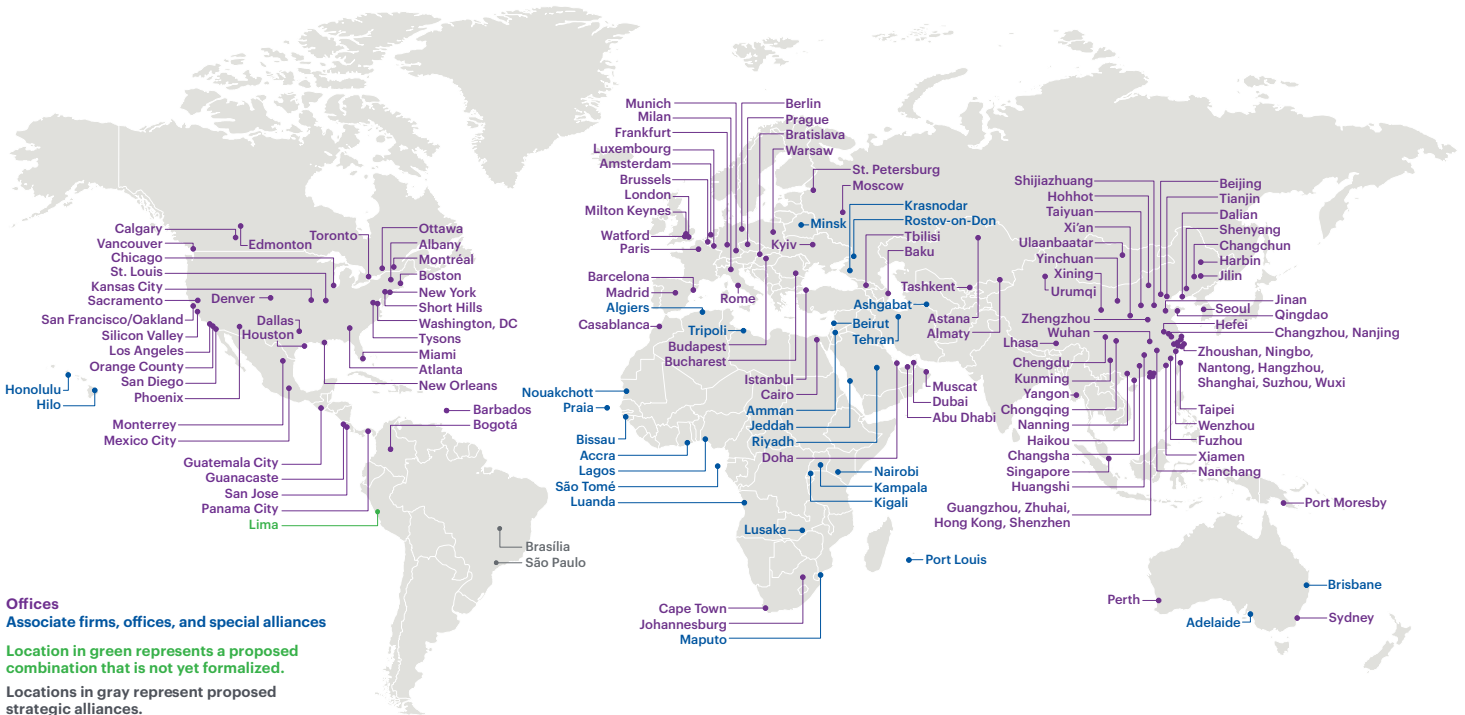 Calgary
Vancouver
Chicago
St. Louis
Kansas City
Sacramento
San Francisco/Oakland
Silicon Valley
Los Angeles
Orange County
San Diego
Phoenix
Edmonton
Denver
Dallas
Houston
Toronto
Ottawa
Albany
Montréal
Boston
New York
Short Hills
Washington, DC
Tysons
Miami
Atlanta
New Orleans
Honolulu
Hilo
Monterrey
Mexico City
Guatemala City
Guanacaste
San Jose
Panama City
Lima
Barbados
Bogotá
Brasília
São Paulo
Munich
Milan
Frankfurt
Luxembourg
Amsterdam
Brussels
London
Milton Keynes
Watford
Paris
Barcelona
Madrid
Algiers
Casablanca
Berlin
Prague
Bratislava
Warsaw
St. Petersburg
Moscow
Minsk
Kyiv
Krasnodar
Rostov-on-Don
Tbilisi
Baku
Rome
Tripoli
Budapest
Bucharest
Istanbul
Cairo
Amman
Jeddah
Riyadh
Doha
Tashkent
Ashgabat
Beirut
Tehran
Astana
Almaty
Muscat
Dubai
Abu Dhabi
Nouakchott
Praia
Bissau
Accra
Lagos
São Tomé
Luanda
Nairobi
Kampala
Kigali
Lusaka
Port Louis
Cape Town
Johannesburg
Maputo
Shijiazhuang
Hohhot
Taiyuan
Xi’an
Ulaanbaatar
Yinchuan
Xining
Urumqi
Zhengzhou
Wuhan
Lhasa
Chengdu
Kunming
Yangon
Chongqing
Nanning
Haikou
Changsha
Singapore
Huangshi
Guangzhou, Zhuhai,
Hong Kong, Shenzhen
Beijing
Tianjin
Dalian
Shenyang
Changchun
Harbin
Jilin
Jinan
Seoul
Qingdao
Hefei
Changzhou, Nanjing
Zhoushan, Ningbo,
Nantong, Hangzhou,
Shanghai, Suzhou, Wuxi
Taipei
Wenzhou
Fuzhou
Xiamen
Nanchang
Port Moresby
Brisbane
Perth
Adelaide
Sydney
Offices
Associate firms, offices, and special alliances
Location in green represents a proposed
combination that is not yet formalized.
Locations in gray represent proposed
strategic alliances.